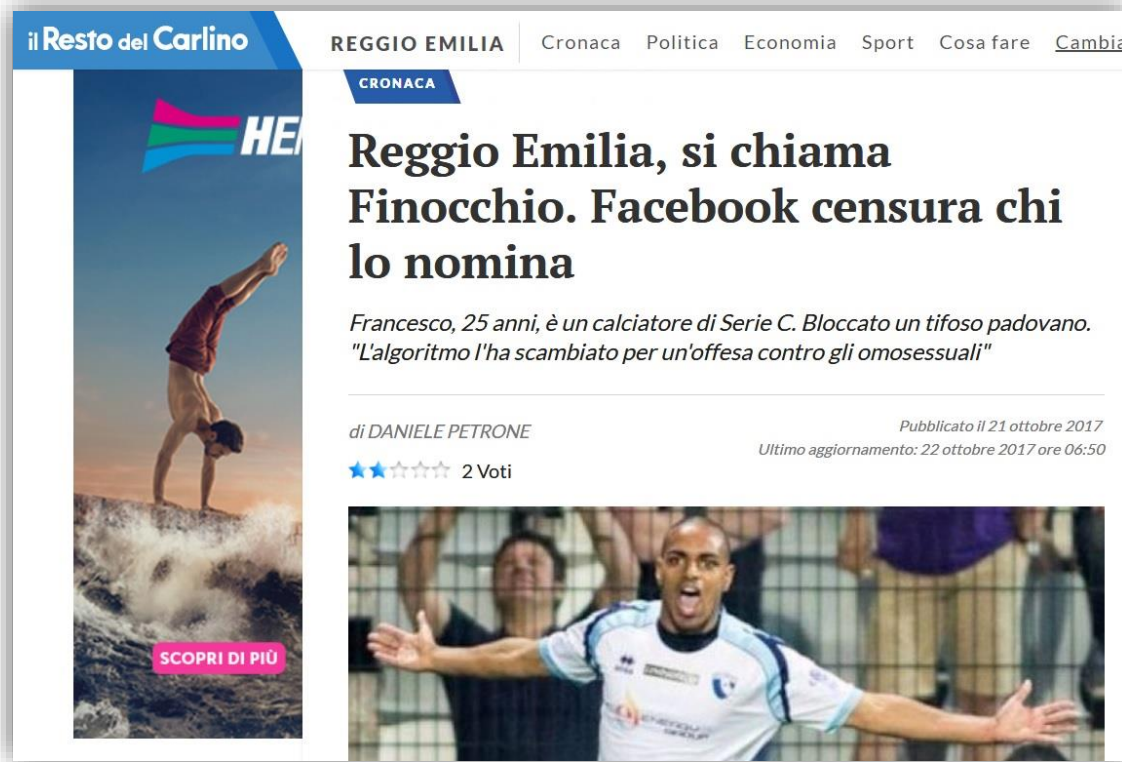 il Resto del Carlino
REGGIO EMILIA Cronaca Politica Economia Sport Cosa fare Cambia
CRONACA
Reggio Emilia, si chiama
Finocchio. Facebook censura chi
lo nomina
Francesco, 25 anni, è un calciatore di Serie C. Bloccato un tifoso padovano.
"L'algoritmo l'ha scambiato per un'offesa contro gli omosessuali"
di DANIELE PETRONE
Pubblicato il 21 ottobre 2017
Ultimo aggiornamento: 22 ottobre 2017 ore 06:50
2 Voti
HE
SCOPRI DI PIÙ
ENERGY
GROUP